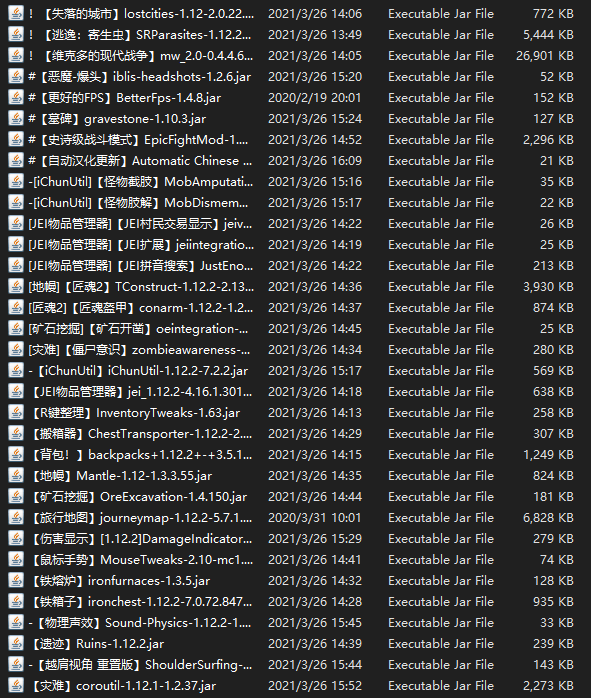 ！【失落的城市】lostcities-1.12-2.0.22.... 2021/3/26 14:06 Executable Jar File 772 KB
！【逃逸：寄生虫】SRParasites-1.12.2... 2021/3/26 13:49 Executable Jar File 5,444 KB
！【维克多的现代战争】mw_2.0-0.4.4.6... 2021/3/26 14:05 Executable Jar File 26,901 KB
#【恶魔-爆头】iblis-headshots-1.2.6.jar 2021/3/26 15:20 Executable Jar File 52 KB
#【更好的FPS】BetterFps-1.4.8.jar 2020/2/19 20:01 Executable Jar File 152 KB
#【墓碑】gravestone-1.10.3.jar 2021/3/26 15:24 Executable Jar File 127 KB
#【史诗级战斗模式】EpicFightMod-1.... 2021/3/26 14:52 Executable Jar File 2,296 KB
#【自动汉化更新】Automatic Chinese ... 2021/3/26 16:09 Executable Jar File 21 KB
-[iChunUtil]【怪物截胶】MobAmputati... 2021/3/26 15:16 Executable Jar File 35 KB
-[iChunUtil]【怪物肢解】MobDismem... 2021/3/26 15:17 Executable Jar File 22 KB
[JEI物品管理器]【JEI村民交易显示】jeiv... 2021/3/26 14:22 Executable Jar File 26 KB
[JEI物品管理器]【JEI扩展】jeiintegratio... 2021/3/26 14:19 Executable Jar File 25 KB
[JEI物品管理器]【JEI拼音搜索】JustEno... 2021/3/26 14:22 Executable Jar File 213 KB
[地幔]【匠魂2】TConstruct-1.12.2-2.13... 2021/3/26 14:36 Executable Jar File 3,930 KB
[匠魂2]【匠魂盔甲】conarm-1.12.2-1.2... 2021/3/26 14:37 Executable Jar File 874 KB
[矿石挖掘]【矿石开凿】oeintegration-... 2021/3/26 14:45 Executable Jar File 25 KB
[灾难]【僵尸意识】zombieawareness-... 2021/3/26 14:34 Executable Jar File 280 KB
-【iChunUtil】iChunUtil-1.12.2-7.2.2.jar 2021/3/26 15:17 Executable Jar File 569 KB
【JEI物品管理器】jei_1.12.2-4.16.1.301... 2021/3/26 14:18 Executable Jar File 638 KB
【R键整理】InventoryTweaks-1.63.jar 2021/3/26 14:13 Executable Jar File 258 KB
【搬箱器】ChestTransporter-1.12.2-2.... 2021/3/26 14:29 Executable Jar File 307 KB
【背包！】backpacks+1.12.2+-+3.5.1... 2021/3/26 14:15 Executable Jar File 1,249 KB
【地幔】Mantle-1.12-1.3.3.55.jar 2021/3/26 14:35 Executable Jar File 824 KB
【矿石挖掘】OreExcavation-1.4.150.jar 2021/3/26 14:44 Executable Jar File 181 KB
【旅行地图】journeymap-1.12.2-5.7.1.... 2020/3/31 10:01 Executable Jar File 6,828 KB
【伤害显示】[1.12.2]DamageIndicator... 2021/3/26 15:29 Executable Jar File 279 KB
【鼠标手势】MouseTweaks-2.10-mc1.... 2021/3/26 14:41 Executable Jar File 74 KB
【铁熔炉】ironfurnaces-1.3.5.jar 2021/3/26 14:32 Executable Jar File 128 KB
【铁箱子】ironchest-1.12.2-7.0.72.847... 2021/3/26 14:28 Executable Jar File 935 KB
-【物理声效】Sound-Physics-1.12.2-1.... 2021/3/26 15:45 Executable Jar File 33 KB
【遗迹】Ruins-1.12.2.jar 2021/3/26 14:39 Executable Jar File 239 KB
-【越肩视角 重置版】ShoulderSurfing-... 2021/3/26 15:44 Executable Jar File 143 KB
【灾难】coroutil-1.12.1-1.2.37.jar 2021/3/26 15:52 Executable Jar File 2,273 KB